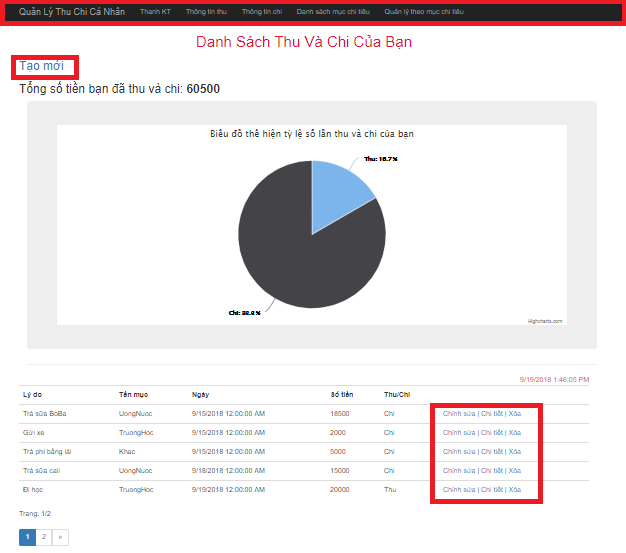 Quản Lý Thu Chi Cá Nhân Thanh KT Thông tin thu Thông tin chi Danh sách mục chi tiêu Quản lý theo mục chi tiêu
Danh Sách Thu Và Chi Của Bạn
Tạo mới
Tổng số tiền bạn đã thu và chi: 60500
Biểu đồ thể hiện tỷ lệ số lần thu và chi của bạn
Thu: 16.7 %
Chi: %
Highcharts.com
9/19/2018 1:46:05 PM
Lý do Tên mục Ngày Số tiền Thu/Chi
Trà sữa BoBa UongNuoc 9/15/2018 12:00:00 AM 18500 Chi Chỉnh sửa | Chi tiết | Xóa
Gửi xe TruongHoc 9/15/2018 12:00:00 AM 2000 Chi Chỉnh sửa | Chi tiết | Xóa
Trả phí bằng lái Khac 9/15/2018 12:00:00 AM 5000 Chi Chỉnh sửa | Chi tiết | Xóa
Trà sữa cali UongNuoc 9/18/2018 12:00:00 AM 15000 Chi Chỉnh sửa | Chi tiết | Xóa
Đi học TruongHoc 9/19/2018 12:00:00 AM 20000 Thu Chỉnh sửa | Chi tiết | Xóa
Trang: 1/2
1 2 »